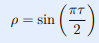 ρ = sin(πτ/2)